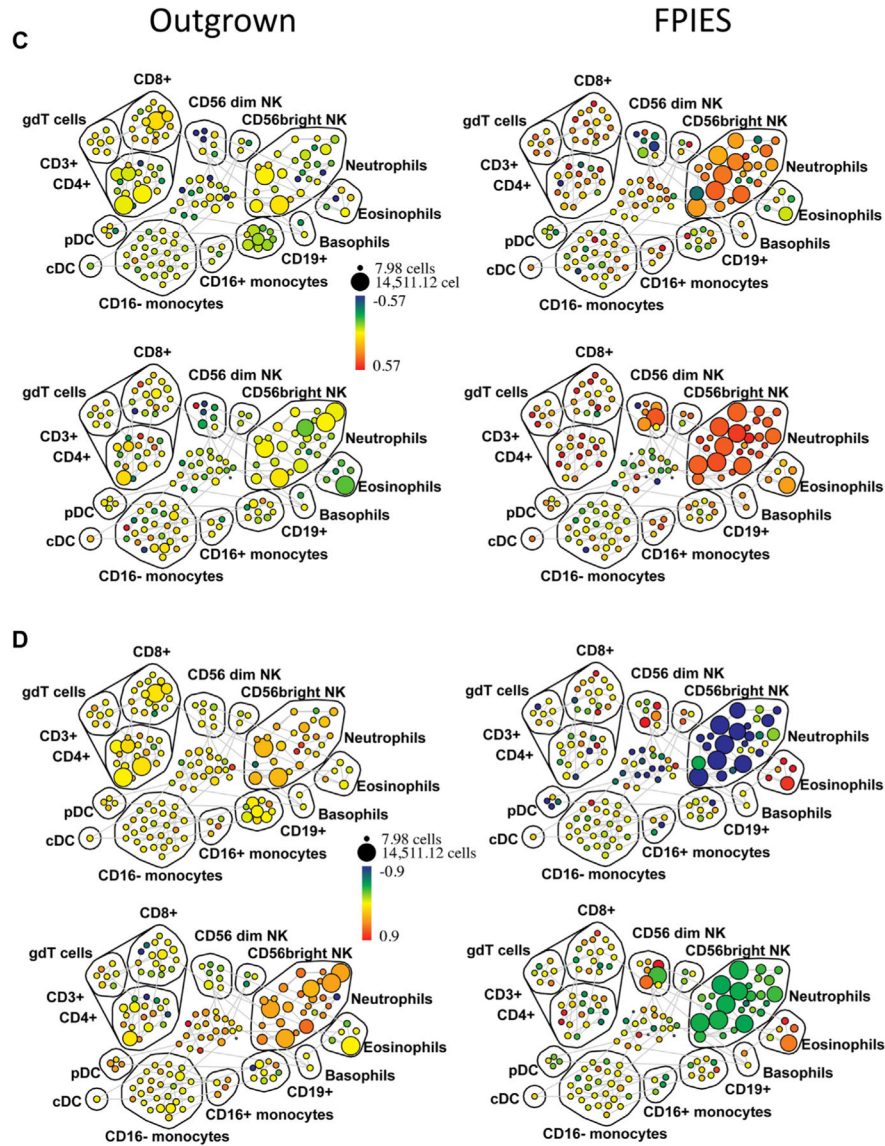 Outgrown
FPIES
C
CD8+
gdT cells
CD56 dim NK
CD56bright NK
CD3+
CD4+
Neutrophils
Eosinophils
pDC
Basophils
cDC
CD19+
CD16+ monocytes
CD16- monocytes
7.98 cells
14,511.12 cel
-0.57
0.57
CD8+
gdT cells
CD56 dim NK
CD56bright NK
CD3+
CD4+
Neutrophils
Eosinophils
pDC
Basophils
cDC
CD19+
CD16+ monocytes
CD16- monocytes
CD8+
gdT cells
CD56 dim NK
CD56bright NK
CD3+
CD4+
Neutrophils
Eosinophils
pDC
Basophils
cDC
CD19+
CD16+ monocytes
CD16- monocytes
CD8+
gdT cells
CD56 dim NK
CD56bright NK
CD3+
CD4+
Neutrophils
Eosinophils
pDC
Basophils
cDC
CD19+
CD16+ monocytes
CD16- monocytes
D
CD8+
gdT cells
CD56 dim NK
CD56bright NK
CD3+
CD4+
Neutrophils
Eosinophils
pDC
Basophils
cDC
CD19+
CD16+ monocytes
CD16- monocytes
7.98 cells
14,511.12 cells
-0.9
0.9
CD8+
gdT cells
CD56 dim NK
CD56bright NK
CD3+
CD4+
Neutrophils
Eosinophils
pDC
Basophils
cDC
CD19+
CD16+ monocytes
CD16- monocytes
CD8+
gdT cells
CD56 dim NK
CD56bright NK
CD3+
CD4+
Neutrophils
Eosinophils
pDC
Basophils
cDC
CD19+
CD16+ monocytes
CD16- monocytes
CD8+
gdT cells
CD56 dim NK
CD56bright NK
CD3+
CD4+
Neutrophils
Eosinophils
pDC
Basophils
cDC
CD19+
CD16+ monocytes
CD16- monocytes